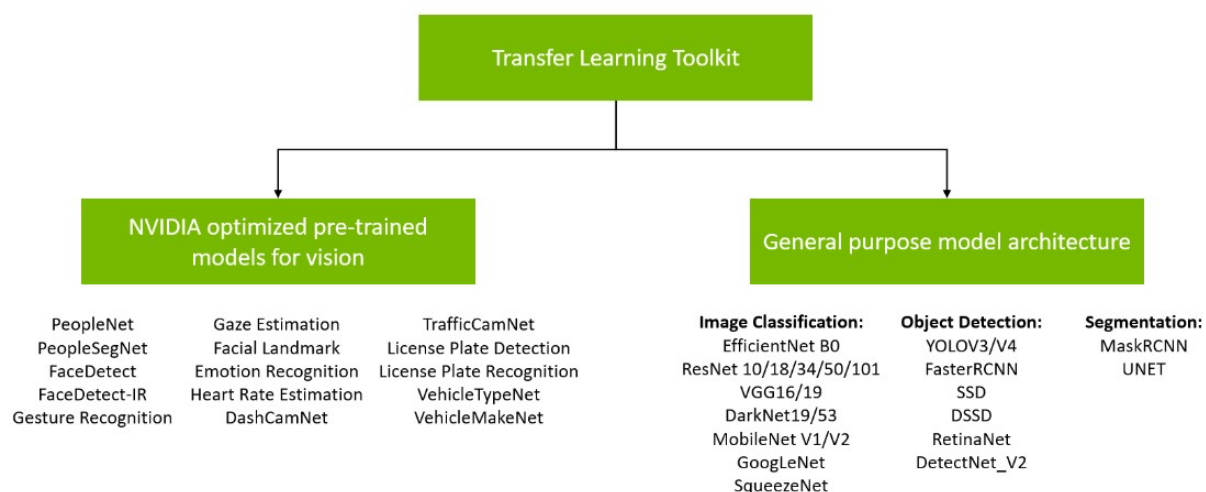 Transfer Learning Toolkit
NVIDIA optimized pre-trained
models for vision
PeopleNet
PeopleSegNet
FaceDetect
FaceDetect-IR
Gesture Recognition
Gaze Estimation
Facial Landmark
Emotion Recognition
Heart Rate Estimation
DashCamNet
TrafficCamNet
License Plate Detection
License Plate Recognition
VehicleTypeNet
VehicleMakeNet
General purpose model architecture
Image Classification:
EfficientNet B0
ResNet 10/18/34/50/101
VGG16/19
DarkNet19/53
MobileNet V1/V2
GoogLeNet
SqueezeNet
Object Detection:
YOLOV3/V4
FasterRCNN
SSD
DSSD
RetinaNet
DetectNet_V2
Segmentation:
MaskRCNN
UNET